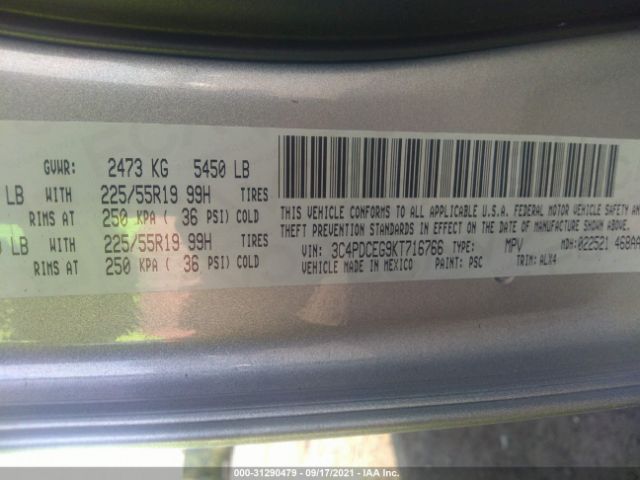 GVWR: 2473 KG 5450 LB
LB WITH 225/55R19 99H TIRES
RIMS AT 250 KPA ( 36 PSI) COLD
LB WITH 225/55R19 99H TIRES
RIMS AT 250 KPA ( 36 PSI) COLD
THIS VEHICLE CONFORMS TO ALL APPLICABLE U.S.A. FEDERAL MOTOR VEHICLE SAFETY
THEFT PREVENTION STANDARDS IN EFFECT ON THE DATE OF MANUFACTURE SHOWN
VIN: 3C4PDCEG9KT716766 TYPE: MPV MDH: 022521 468AA
VEHICLE MADE IN MEXICO PAINT: PSC TRIM: ALX4
000-31290479 - 09/17/2021 - IAA Inc.